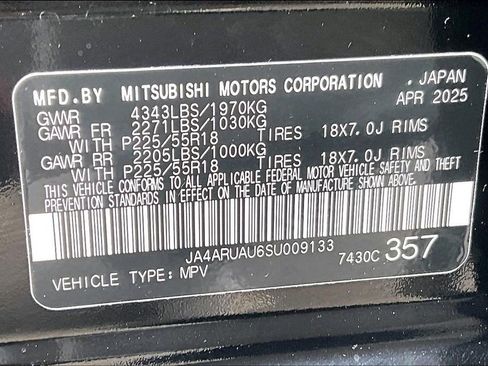 MFD.BY MITSUBISHI MOTORS CORPORATION . JAPAN
GVWR 4343LBS/1970KG APR 2025
GAWR FR 2271LBS/1030KG
WITH P225/55R18 TIRES 18X7.0J RIMS
GAWR RR 2205LBS/1000KG
WITH P225/55R18 TIRES 18X7.0J RIMS
THIS VEHICLE CONFORMS TO ALL APPLICABLE FEDERAL MOTOR VEHICLE SAFETY AND THEFT
PREVENTION STANDARDS IN EFFECT ON THE DATE OF MANUFACTURE SHOWN ABOVE.
JA4ARUAU6SU009133 7430C 357
VEHICLE TYPE: MPV